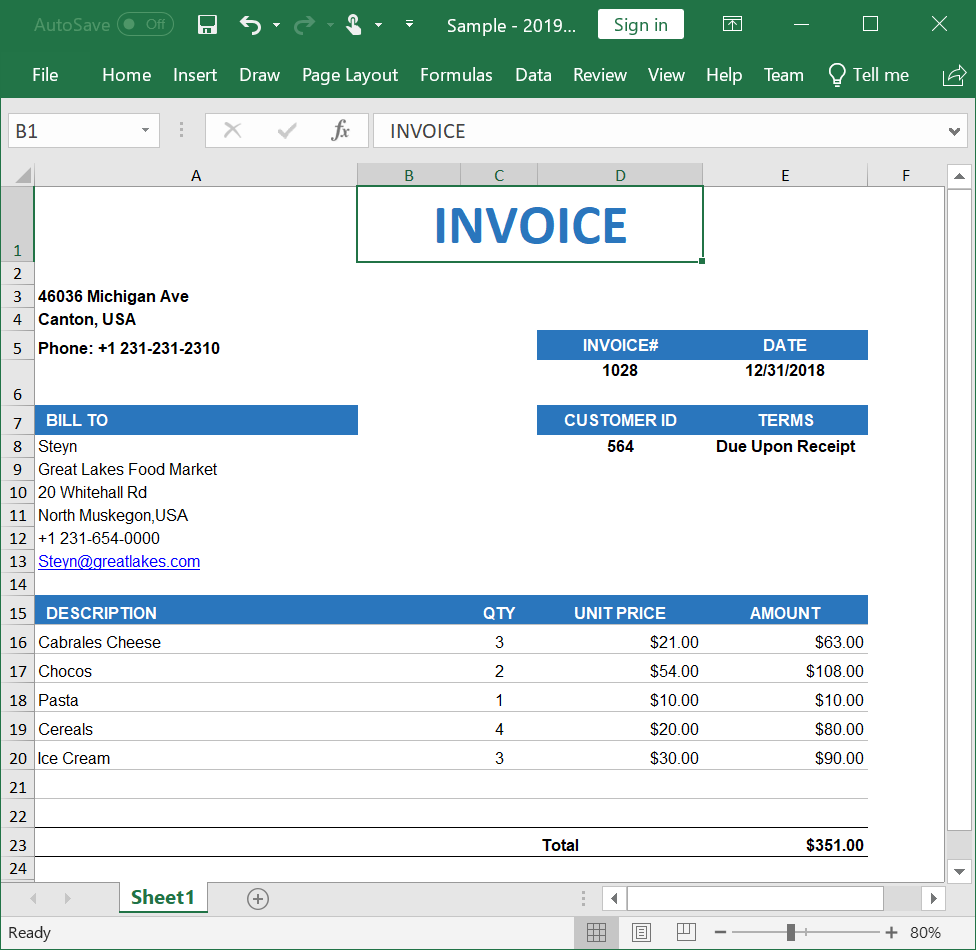 AutoSave Off Sample - 2019... Sign in
File Home Insert Draw Page Layout Formulas Data Review View Help Team Tell me
B1 fx INVOICE
A B C D E F
1 INVOICE
2
3 46036 Michigan Ave
4 Canton, USA
5 Phone: +1 231-231-2310 INVOICE# DATE
1028 12/31/2018
6
7 BILL TO CUSTOMER ID TERMS
8 Steyn 564 Due Upon Receipt
9 Great Lakes Food Market
10 20 Whitehall Rd
11 North Muskegon,USA
12 +1 231-654-0000
13 Steyn@greatlakes.com
14
15 DESCRIPTION QTY UNIT PRICE AMOUNT
16 Cabrales Cheese 3 $21.00 $63.00
17 Chocos 2 $54.00 $108.00
18 Pasta 1 $10.00 $10.00
19 Cereals 4 $20.00 $80.00
20 Ice Cream 3 $30.00 $90.00
21
22
23 Total $351.00
24
Sheet1
Ready 80%